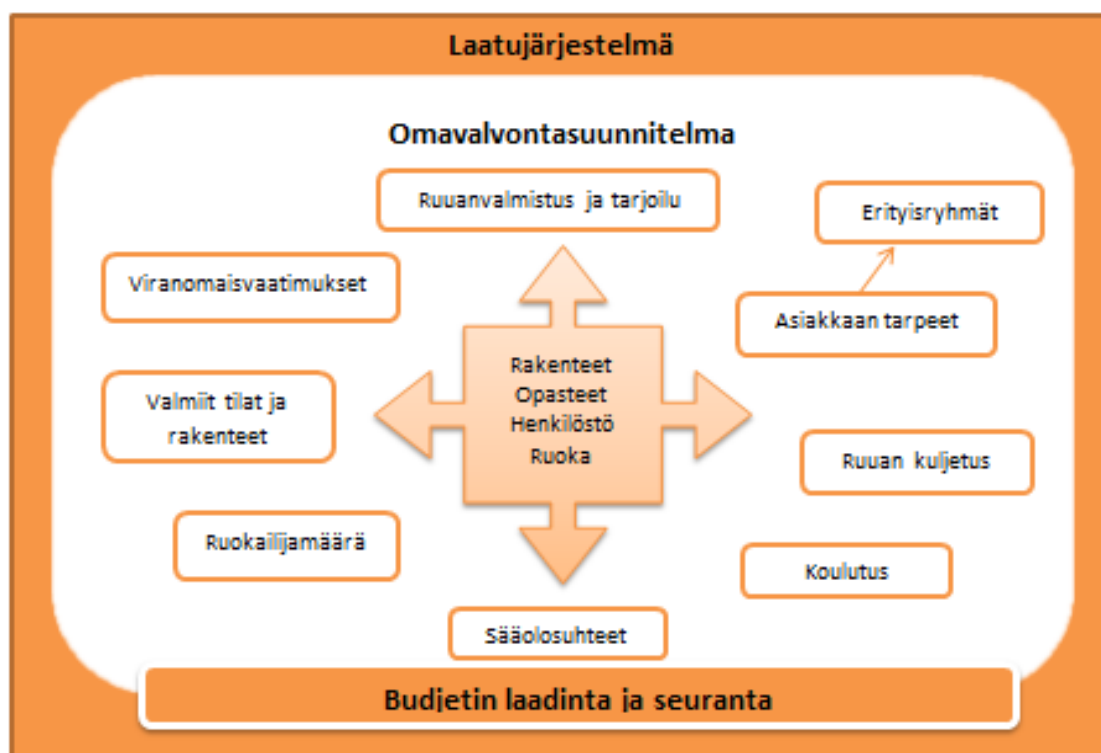 Laatujärjestelmä
Omavalvontasuunnitelma
Ruuanvalmistus ja tarjoilu
Erityisryhmät
Viranomaisvaatimukset
Asiakkaan tarpeet
Rakenteet
Opasteet
Henkilöstö
Ruoka
Valmiit tilat ja
rakenteet
Ruuan kuljetus
Ruokailijamäärä
Koulutus
Sääolosuhteet
Budjetin laadinta ja seuranta